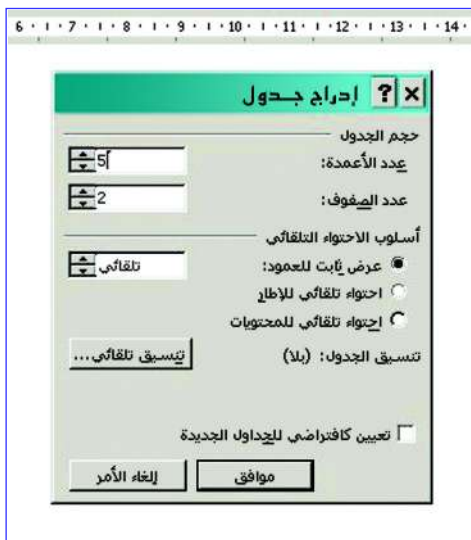 6 · ı · 7 · ı · 8 · ı · 9 · ı · 10 · ı · 11 · ı · 12 · ı · 13 · ı · 14 ·
إدراج جـدول
حجم الجدول
عدد الأعمدة: 5
عدد الصفوف: 2
أسلوب الاحتواء التلقائي
عرض ثابت للعمود: تلقائي
احتواء تلقائي للإطار
احتواء تلقائي للمحتويات
تنسيق الجدول: (بلا) تنسيق تلقائي...
تعيين كافتراضي للجداول الجديدة
موافق إلغاء الأمر